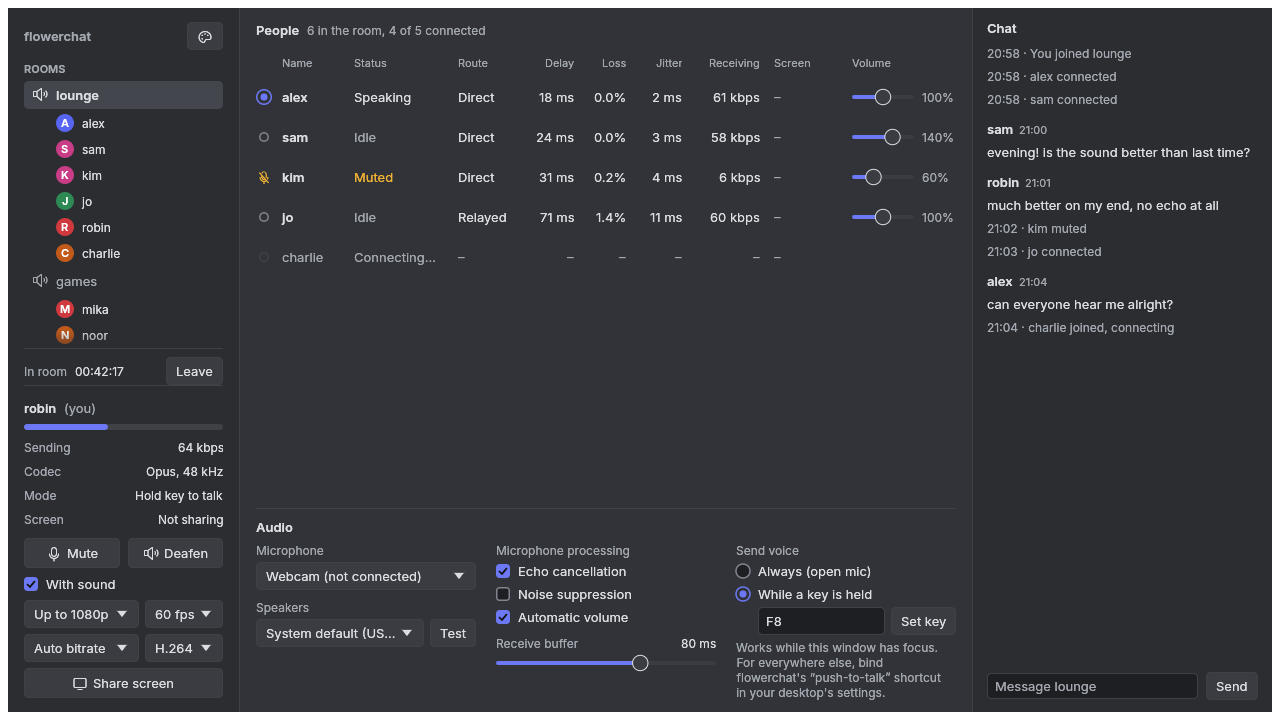 flowerchat
ROOMS
lounge
A alex
S sam
K kim
J jo
R robin
C charlie
games
M mika
N noor
In room 00:42:17 Leave
robin (you)
Sending 64 kbps
Codec Opus, 48 kHz
Mode Hold key to talk
Screen Not sharing
Mute Deafen
With sound
Up to 1080p 60 fps
Auto bitrate H.264
Share screen
People 6 in the room, 4 of 5 connected
Name Status Route Delay Loss Jitter Receiving Screen Volume
alex Speaking Direct 18 ms 0.0% 2 ms 61 kbps – 100%
sam Idle Direct 24 ms 0.0% 3 ms 58 kbps – 140%
kim Muted Direct 31 ms 0.2% 4 ms 6 kbps – 60%
jo Idle Relayed 71 ms 1.4% 11 ms 60 kbps – 100%
charlie Connecting... – – – – – –
Audio
Microphone
Webcam (not connected)
Speakers
System default (US... Test
Microphone processing
Echo cancellation
Noise suppression
Automatic volume
Receive buffer 80 ms
Send voice
Always (open mic)
While a key is held
F8 Set key
Works while this window has focus.
For everywhere else, bind
flowerchat's "push-to-talk" shortcut
in your desktop's settings.
Chat
20:58 · You joined lounge
20:58 · alex connected
20:58 · sam connected
sam 21:00
evening! is the sound better than last time?
robin 21:01
much better on my end, no echo at all
21:02 · kim muted
21:03 · jo connected
alex 21:04
can everyone hear me alright?
21:04 · charlie joined, connecting
Message lounge Send